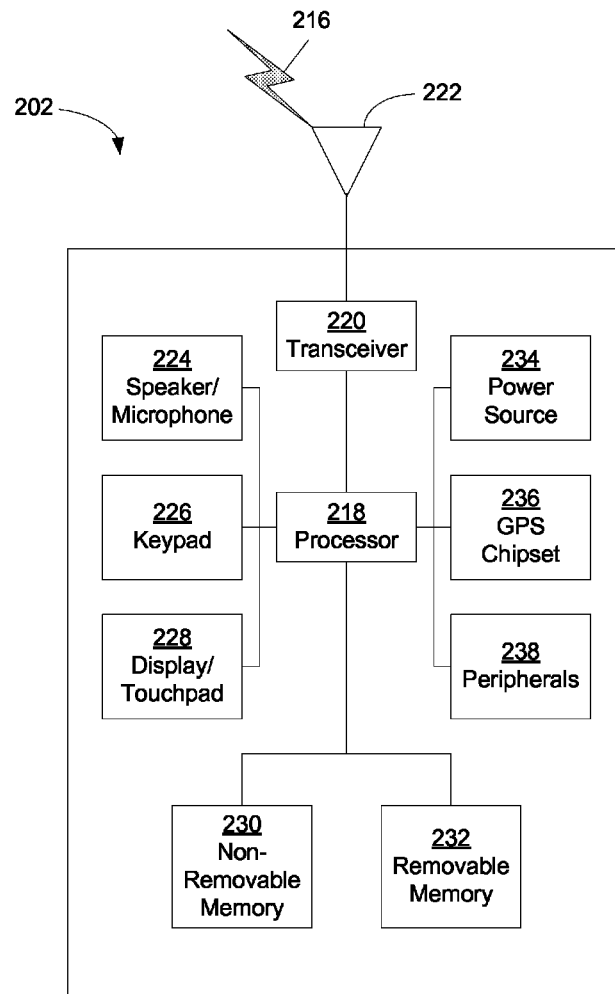 216
222
202
220
Transceiver
224
Speaker/
Microphone
234
Power
Source
226
Keypad
218
Processor
236
GPS
Chipset
228
Display/
Touchpad
238
Peripherals
230
Non-
Removable
Memory
232
Removable
Memory